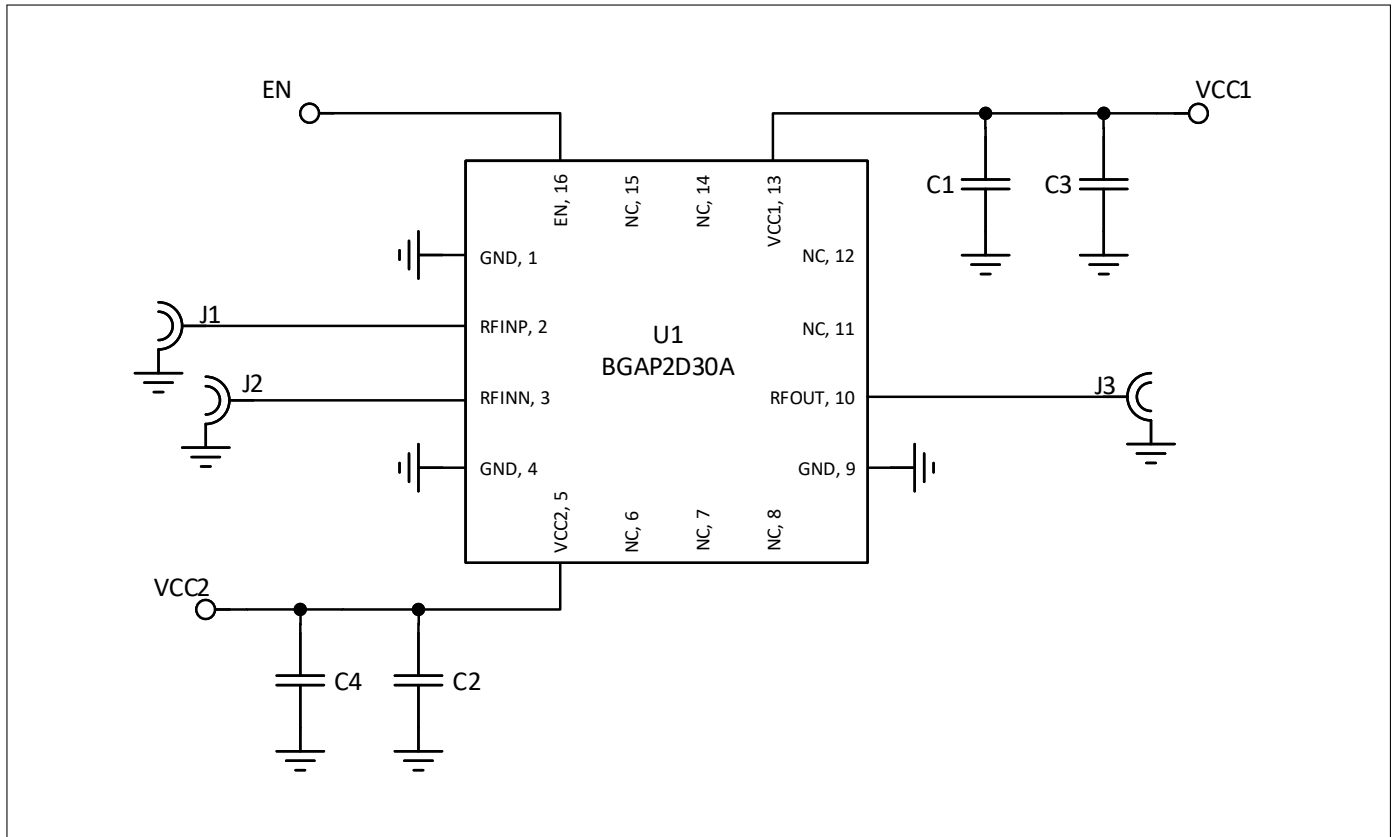 EN
VCC1
EN, 16
NC, 15
NC, 14
VCC1, 13
C1
C3
GND, 1
NC, 12
J1
RFINP, 2
NC, 11
U1
BGAP2D30A
J2
RFINN, 3
RFOUT, 10
J3
GND, 4
GND, 9
VCC2, 5
NC, 6
NC, 7
NC, 8
VCC2
C4
C2